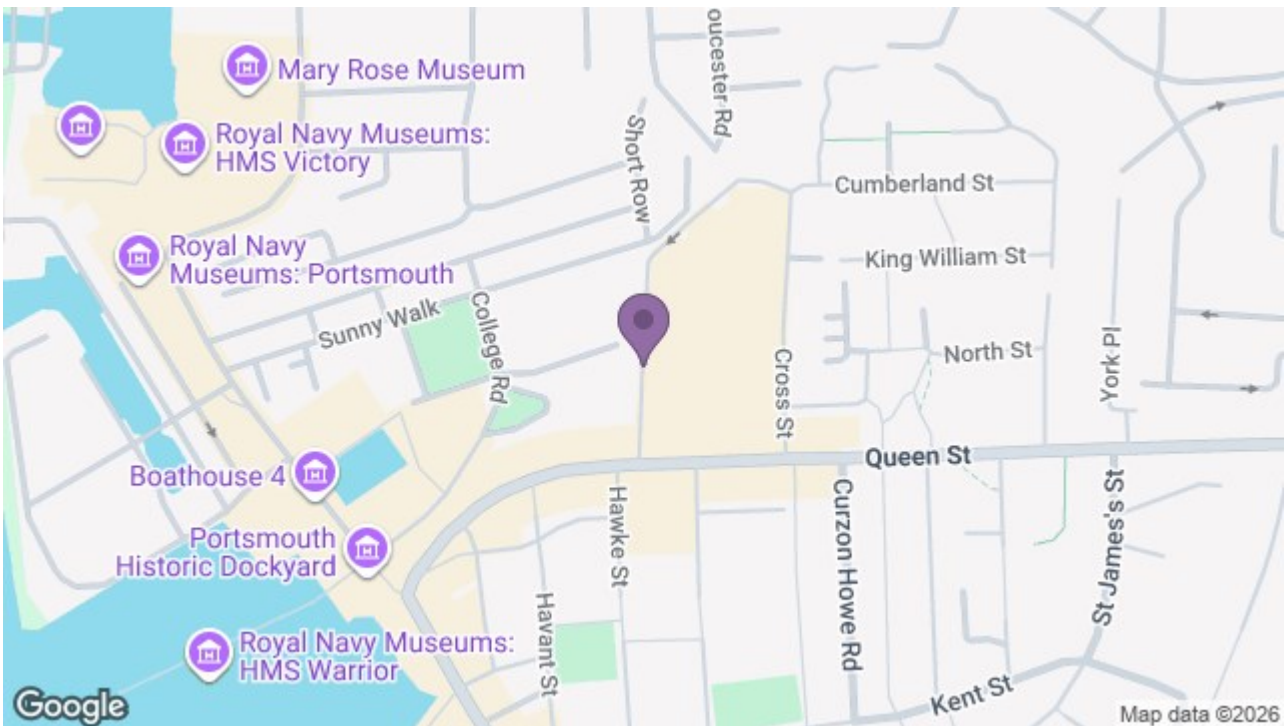 Mary Rose Museum
oucester Rd
Short Row
Royal Navy Museums:
HMS Victory
Cumberland St
King William St
Royal Navy
Museums: Portsmouth
Sunny Walk
College Rd
Cross St
North St
York Pl
Queen St
Boathouse 4
Portsmouth
Historic Dockyard
Hawke St
Havant St
Curzon Howe Rd
St James's St
Royal Navy Museums:
HMS Warrior
Kent St
Google
Map data ©2026